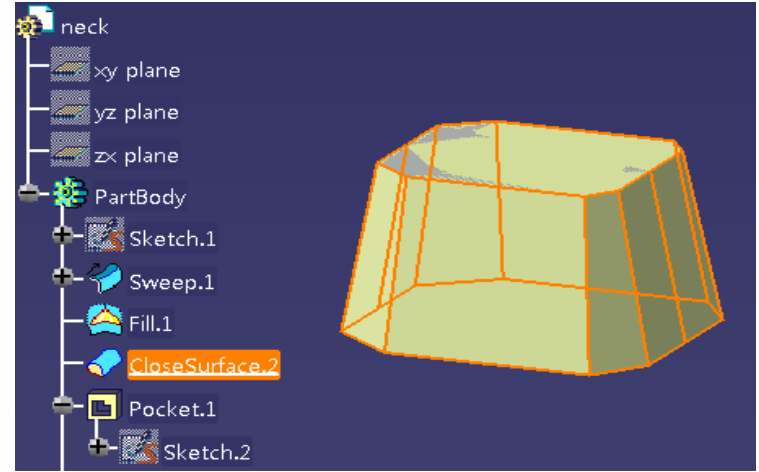 neck
xy plane
yz plane
zx plane
PartBody
Sketch.1
Sweep.1
Fill.1
CloseSurface.2
Pocket.1
Sketch.2